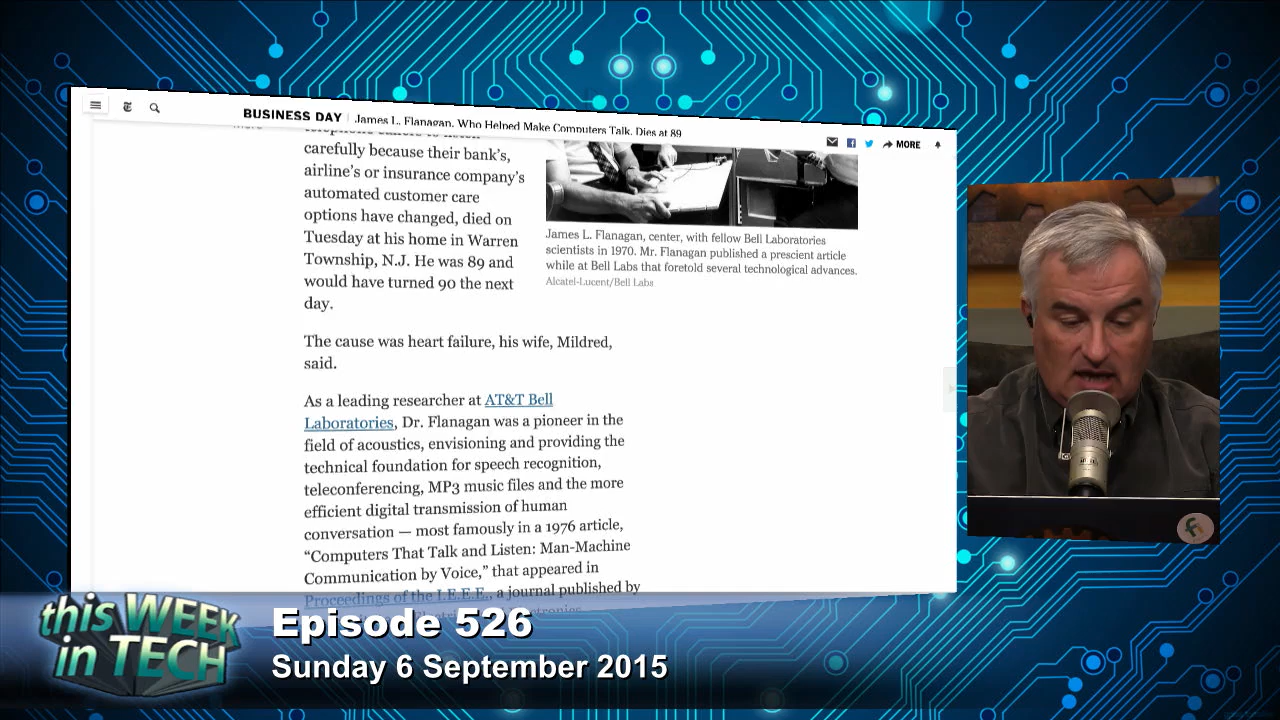 BUSINESS DAY | James L. Flanagan, Who Helped Make Computers Talk, Dies at 89
MORE
telephone callers to listen
carefully because their bank's,
airline's or insurance company's
automated customer care
options have changed, died on
Tuesday at his home in Warren
Township, N.J. He was 89 and
would have turned 90 the next
day.
James L. Flanagan, center, with fellow Bell Laboratories
scientists in 1970. Mr. Flanagan published a prescient article
while at Bell Labs that foretold several technological advances.
Alcatel-Lucent/Bell Labs
The cause was heart failure, his wife, Mildred,
said.
As a leading researcher at AT&T Bell
Laboratories, Dr. Flanagan was a pioneer in the
field of acoustics, envisioning and providing the
technical foundation for speech recognition,
teleconferencing, MP3 music files and the more
efficient digital transmission of human
conversation — most famously in a 1976 article,
“Computers That Talk and Listen: Man-Machine
Communication by Voice,” that appeared in
Proceedings of the I.E.E.E., a journal published by
this WEEK
in TECH
Episode 526
Sunday 6 September 2015